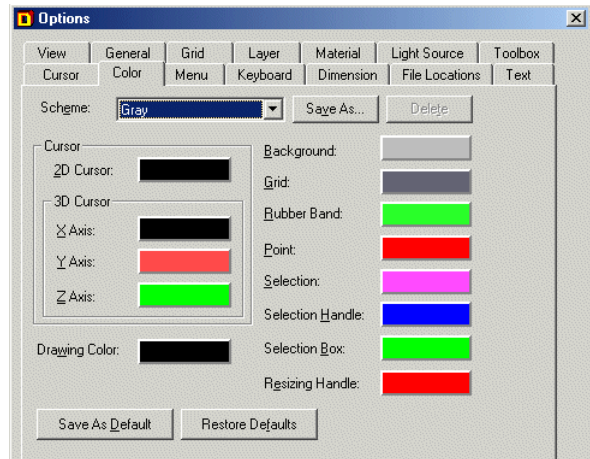 Options
View General Grid Layer Material Light Source Toolbox
Cursor Color Menu Keyboard Dimension File Locations Text
Scheme: Gray Save As... Delete
Cursor
2D Cursor:
3D Cursor
X Axis:
Y Axis:
Z Axis:
Drawing Color:
Background:
Grid:
Rubber Band:
Point:
Selection:
Selection Handle:
Selection Box:
Resizing Handle:
Save As Default Restore Defaults